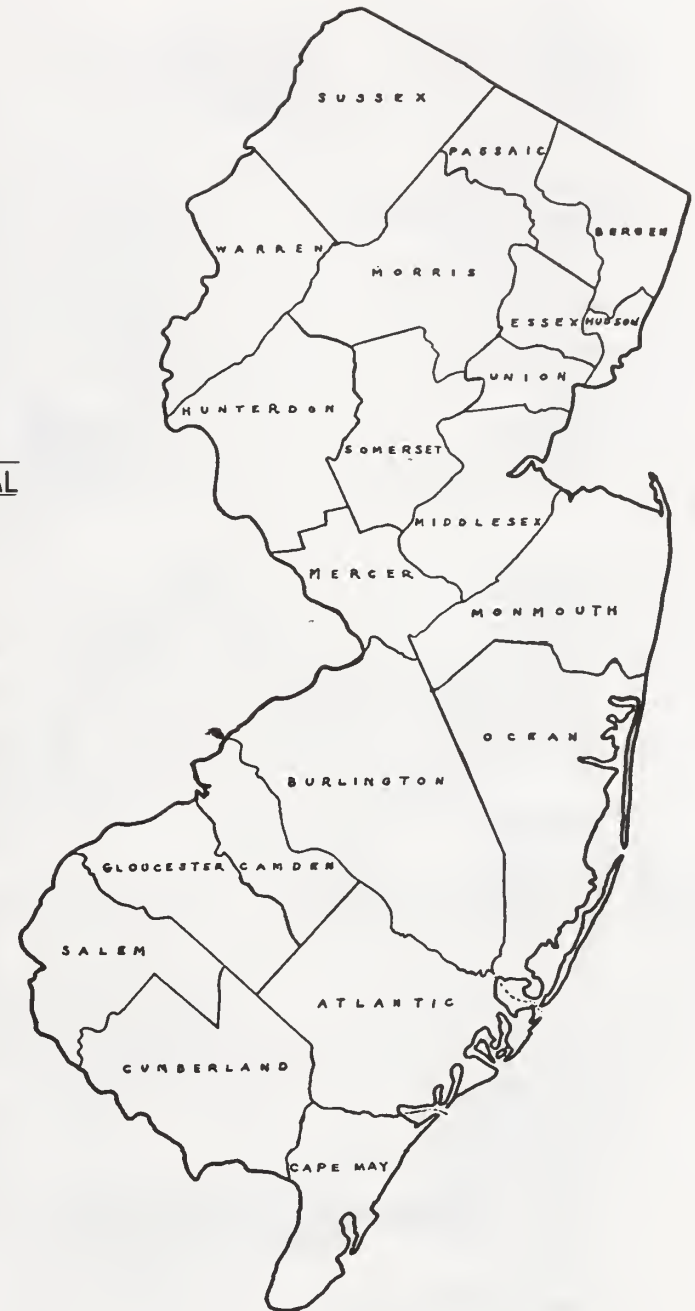 SUSSEX
PASSAIC
BERGEN
WARREN
MORRIS
ESSEX
HUDSON
UNION
HUNTERDON
SOMERSET
AL
MIDDLESEX
MERCER
MONMOUTH
OCEAN
BURLINGTON
GLOUCESTER
CAMDEN
SALEM
ATLANTIC
CUMBERLAND
CAPE MAY